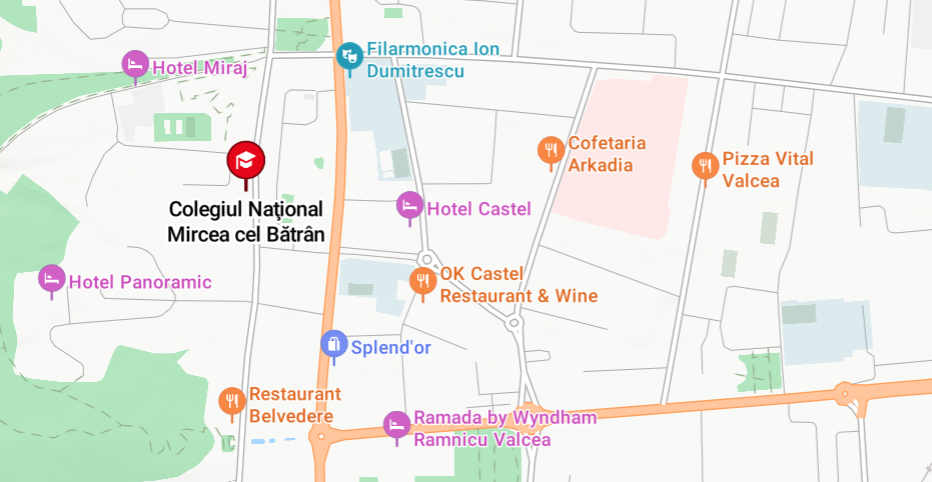 Filarmonica Ion
Dumitrescu
Hotel Miraj
Cofetaria
Arkadia
Pizza Vital
Valcea
Colegiul Naţional
Mircea cel Bătrân
Hotel Castel
Hotel Panoramic
OK Castel
Restaurant & Wine
Splend'or
Restaurant
Belvedere
Ramada by Wyndham
Ramnicu Valcea